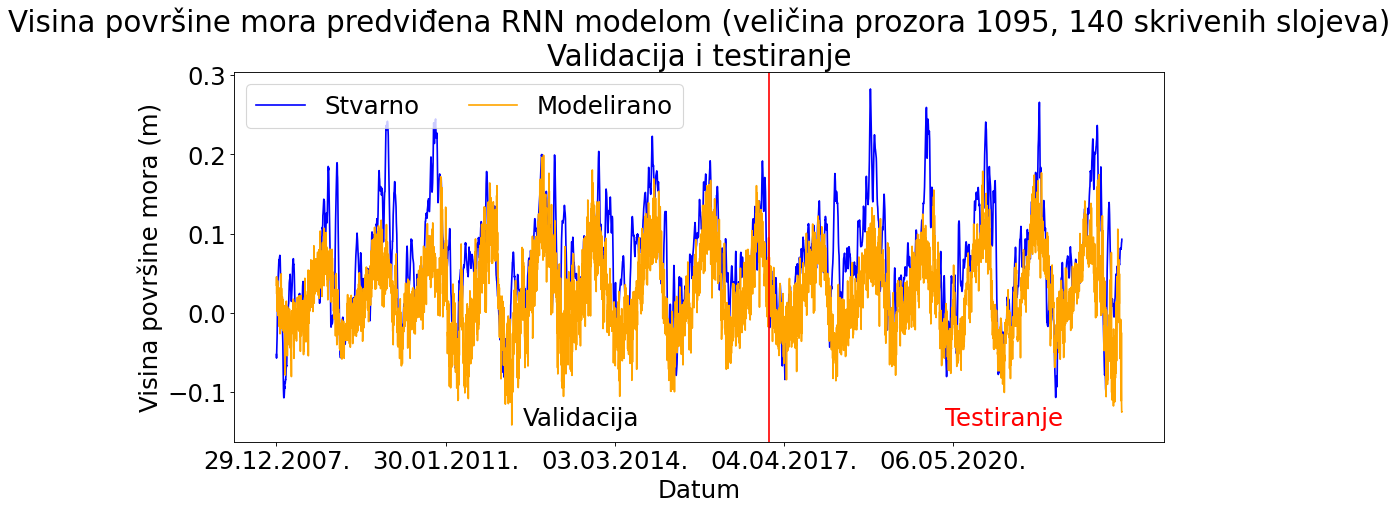 Visina površine mora predviđena RNN modelom (veličina prozora 1095, 140 skrivenih slojeva)
Validacija i testiranje
Visina površine mora (m)
0.3
0.2
0.1
0.0
−0.1
Stvarno
Modelirano
Validacija
Testiranje
29.12.2007.
30.01.2011.
03.03.2014.
04.04.2017.
06.05.2020.
Datum